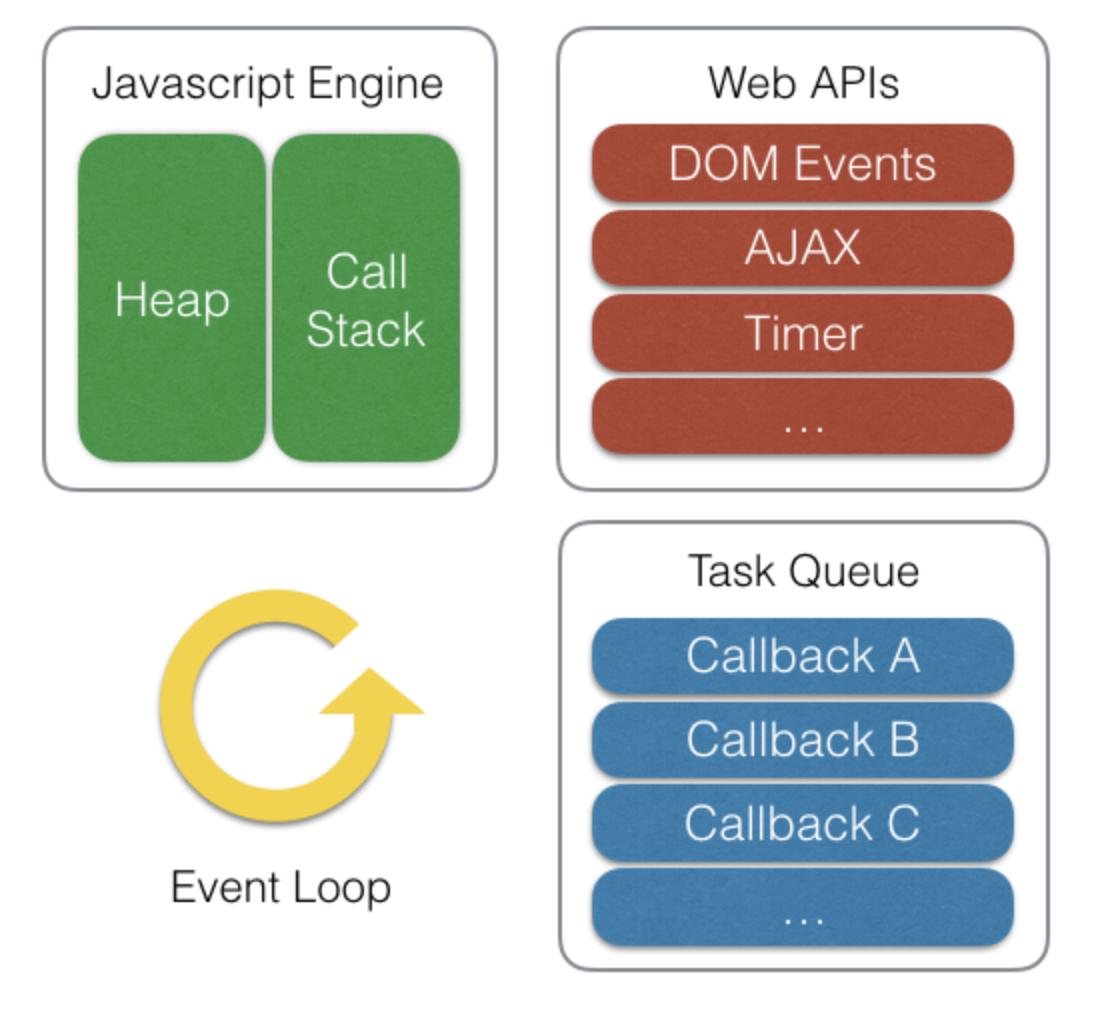 Javascript Engine
Heap
Call
Stack
Web APIs
DOM Events
AJAX
Timer
...
Event Loop
Task Queue
Callback A
Callback B
Callback C
...